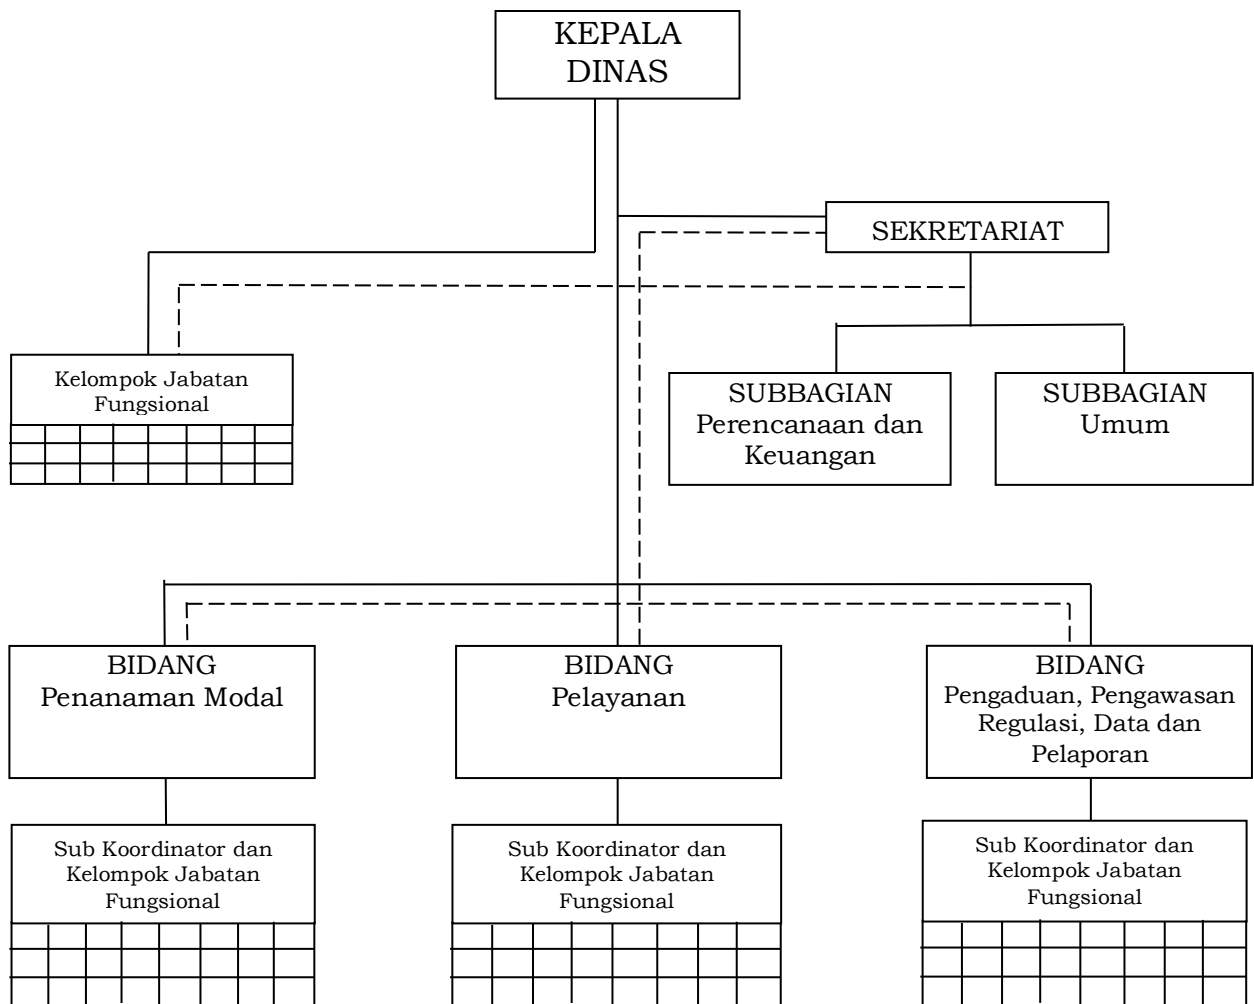 KEPALA
DINAS
SEKRETARIAT
Kelompok Jabatan
Fungsional
SUBBAGIAN
Perencanaan dan
Keuangan
SUBBAGIAN
Umum
BIDANG
Penanaman Modal
BIDANG
Pelayanan
BIDANG
Pengaduan, Pengawasan
Regulasi, Data dan
Pelaporan
Sub Koordinator dan
Kelompok Jabatan
Fungsional
Sub Koordinator dan
Kelompok Jabatan
Fungsional
Sub Koordinator dan
Kelompok Jabatan
Fungsional